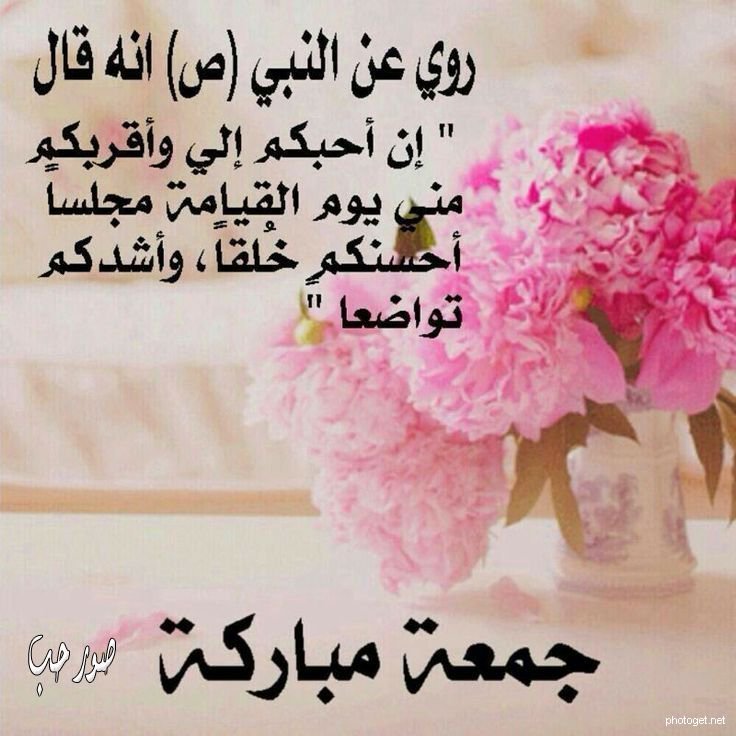 روي عن النبي (ص) انه قال
" إن أحبكم إلي وأقربكم
مني يوم القيامة مجلساً
أحسنكم خُلقاً، وأشدكم
تواضعا "
جمعة مباركة
صور حب
photoget.net